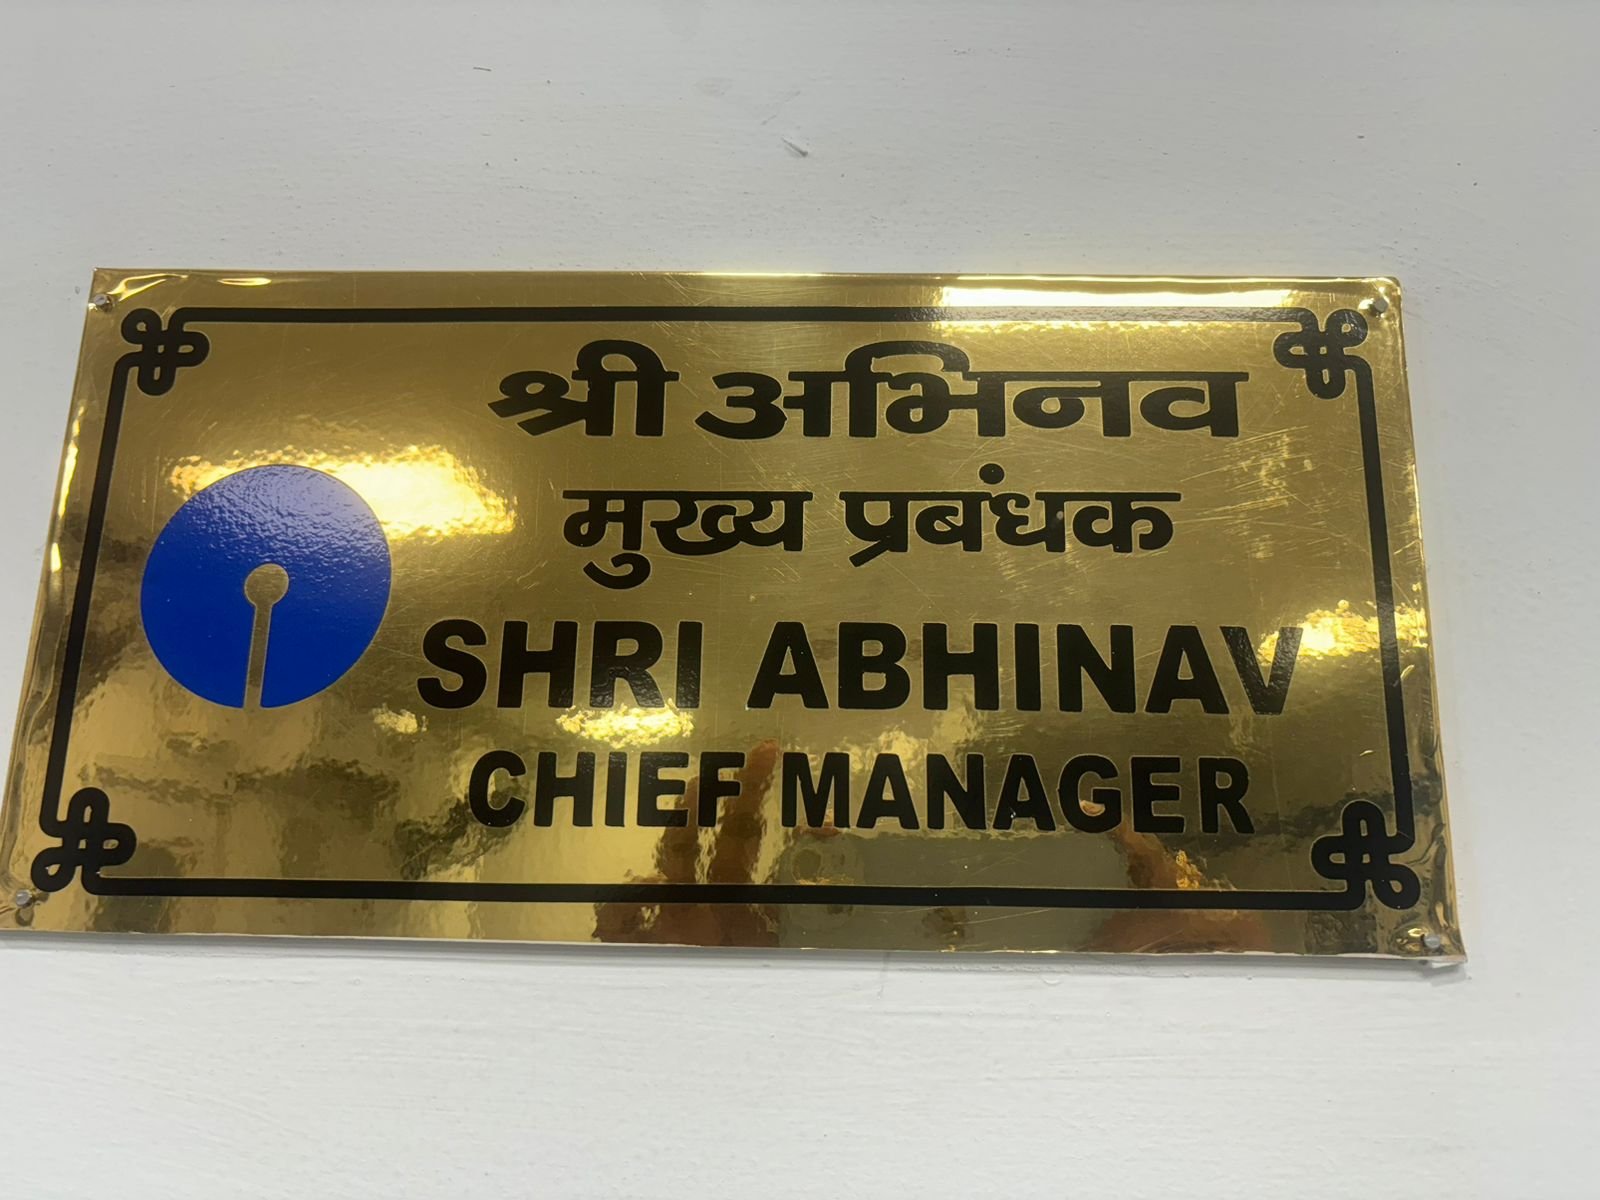 श्री अभिनव
मुख्य प्रबंधक
SHRI ABHINAV
CHIEF MANAGER